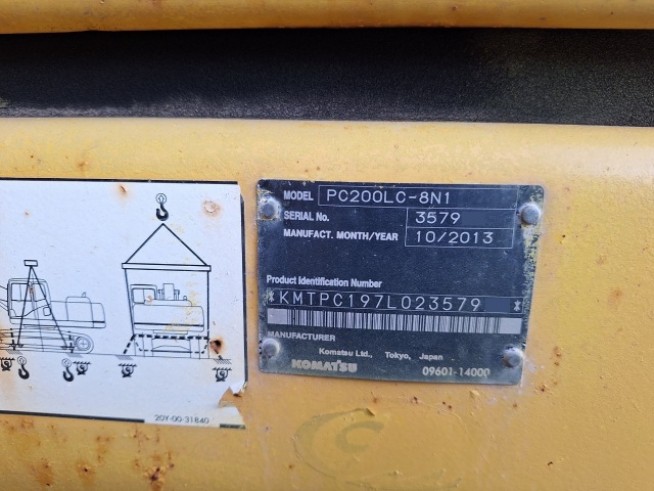 MODEL PC200LC-8N1
SERIAL No. 3579
MANUFACT. MONTH/YEAR 10/2013
Product Identification Number
*KMTPC197L023579*
MANUFACTURER
Komatsu Ltd., Tokyo, Japan
KOMATSU 09601-14000
20Y-00-31840